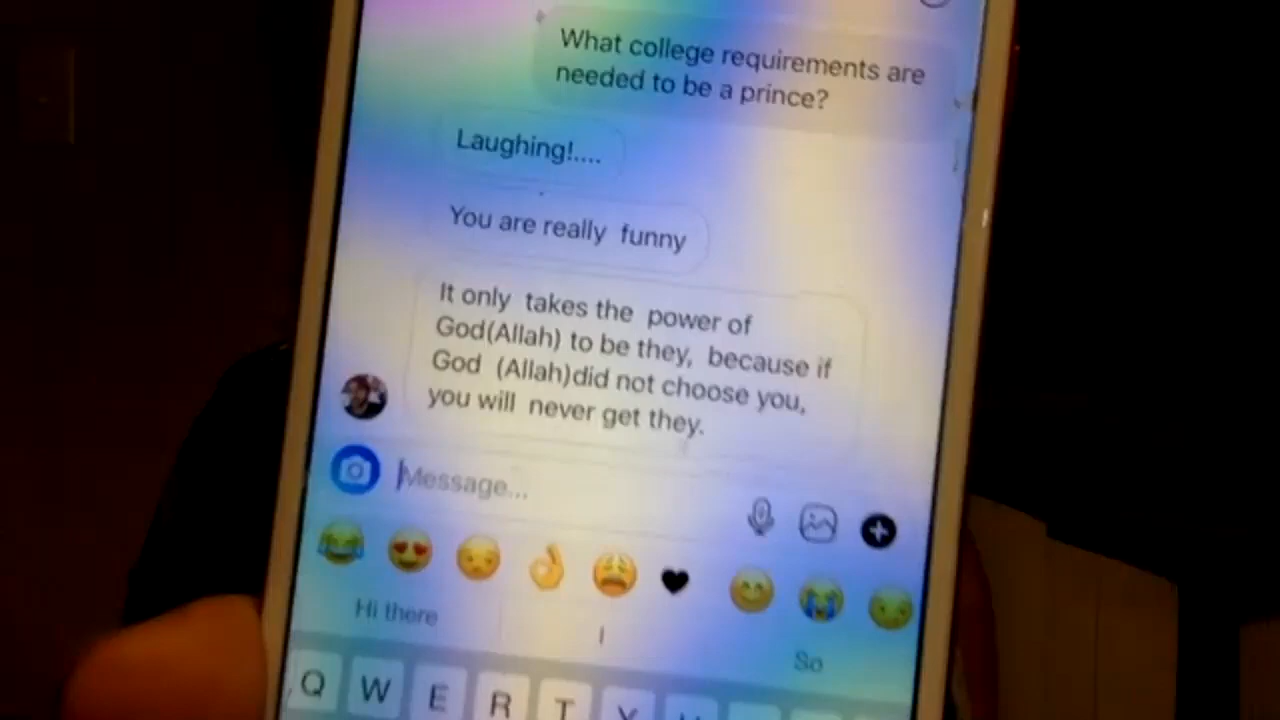 What college requirements are
needed to be a prince?
Laughing!....
You are really funny
It only takes the power of
God(Allah) to be they, because if
God (Allah)did not choose you,
you will never get they.
Message...
Hi there
I
So
Q W E R T Y